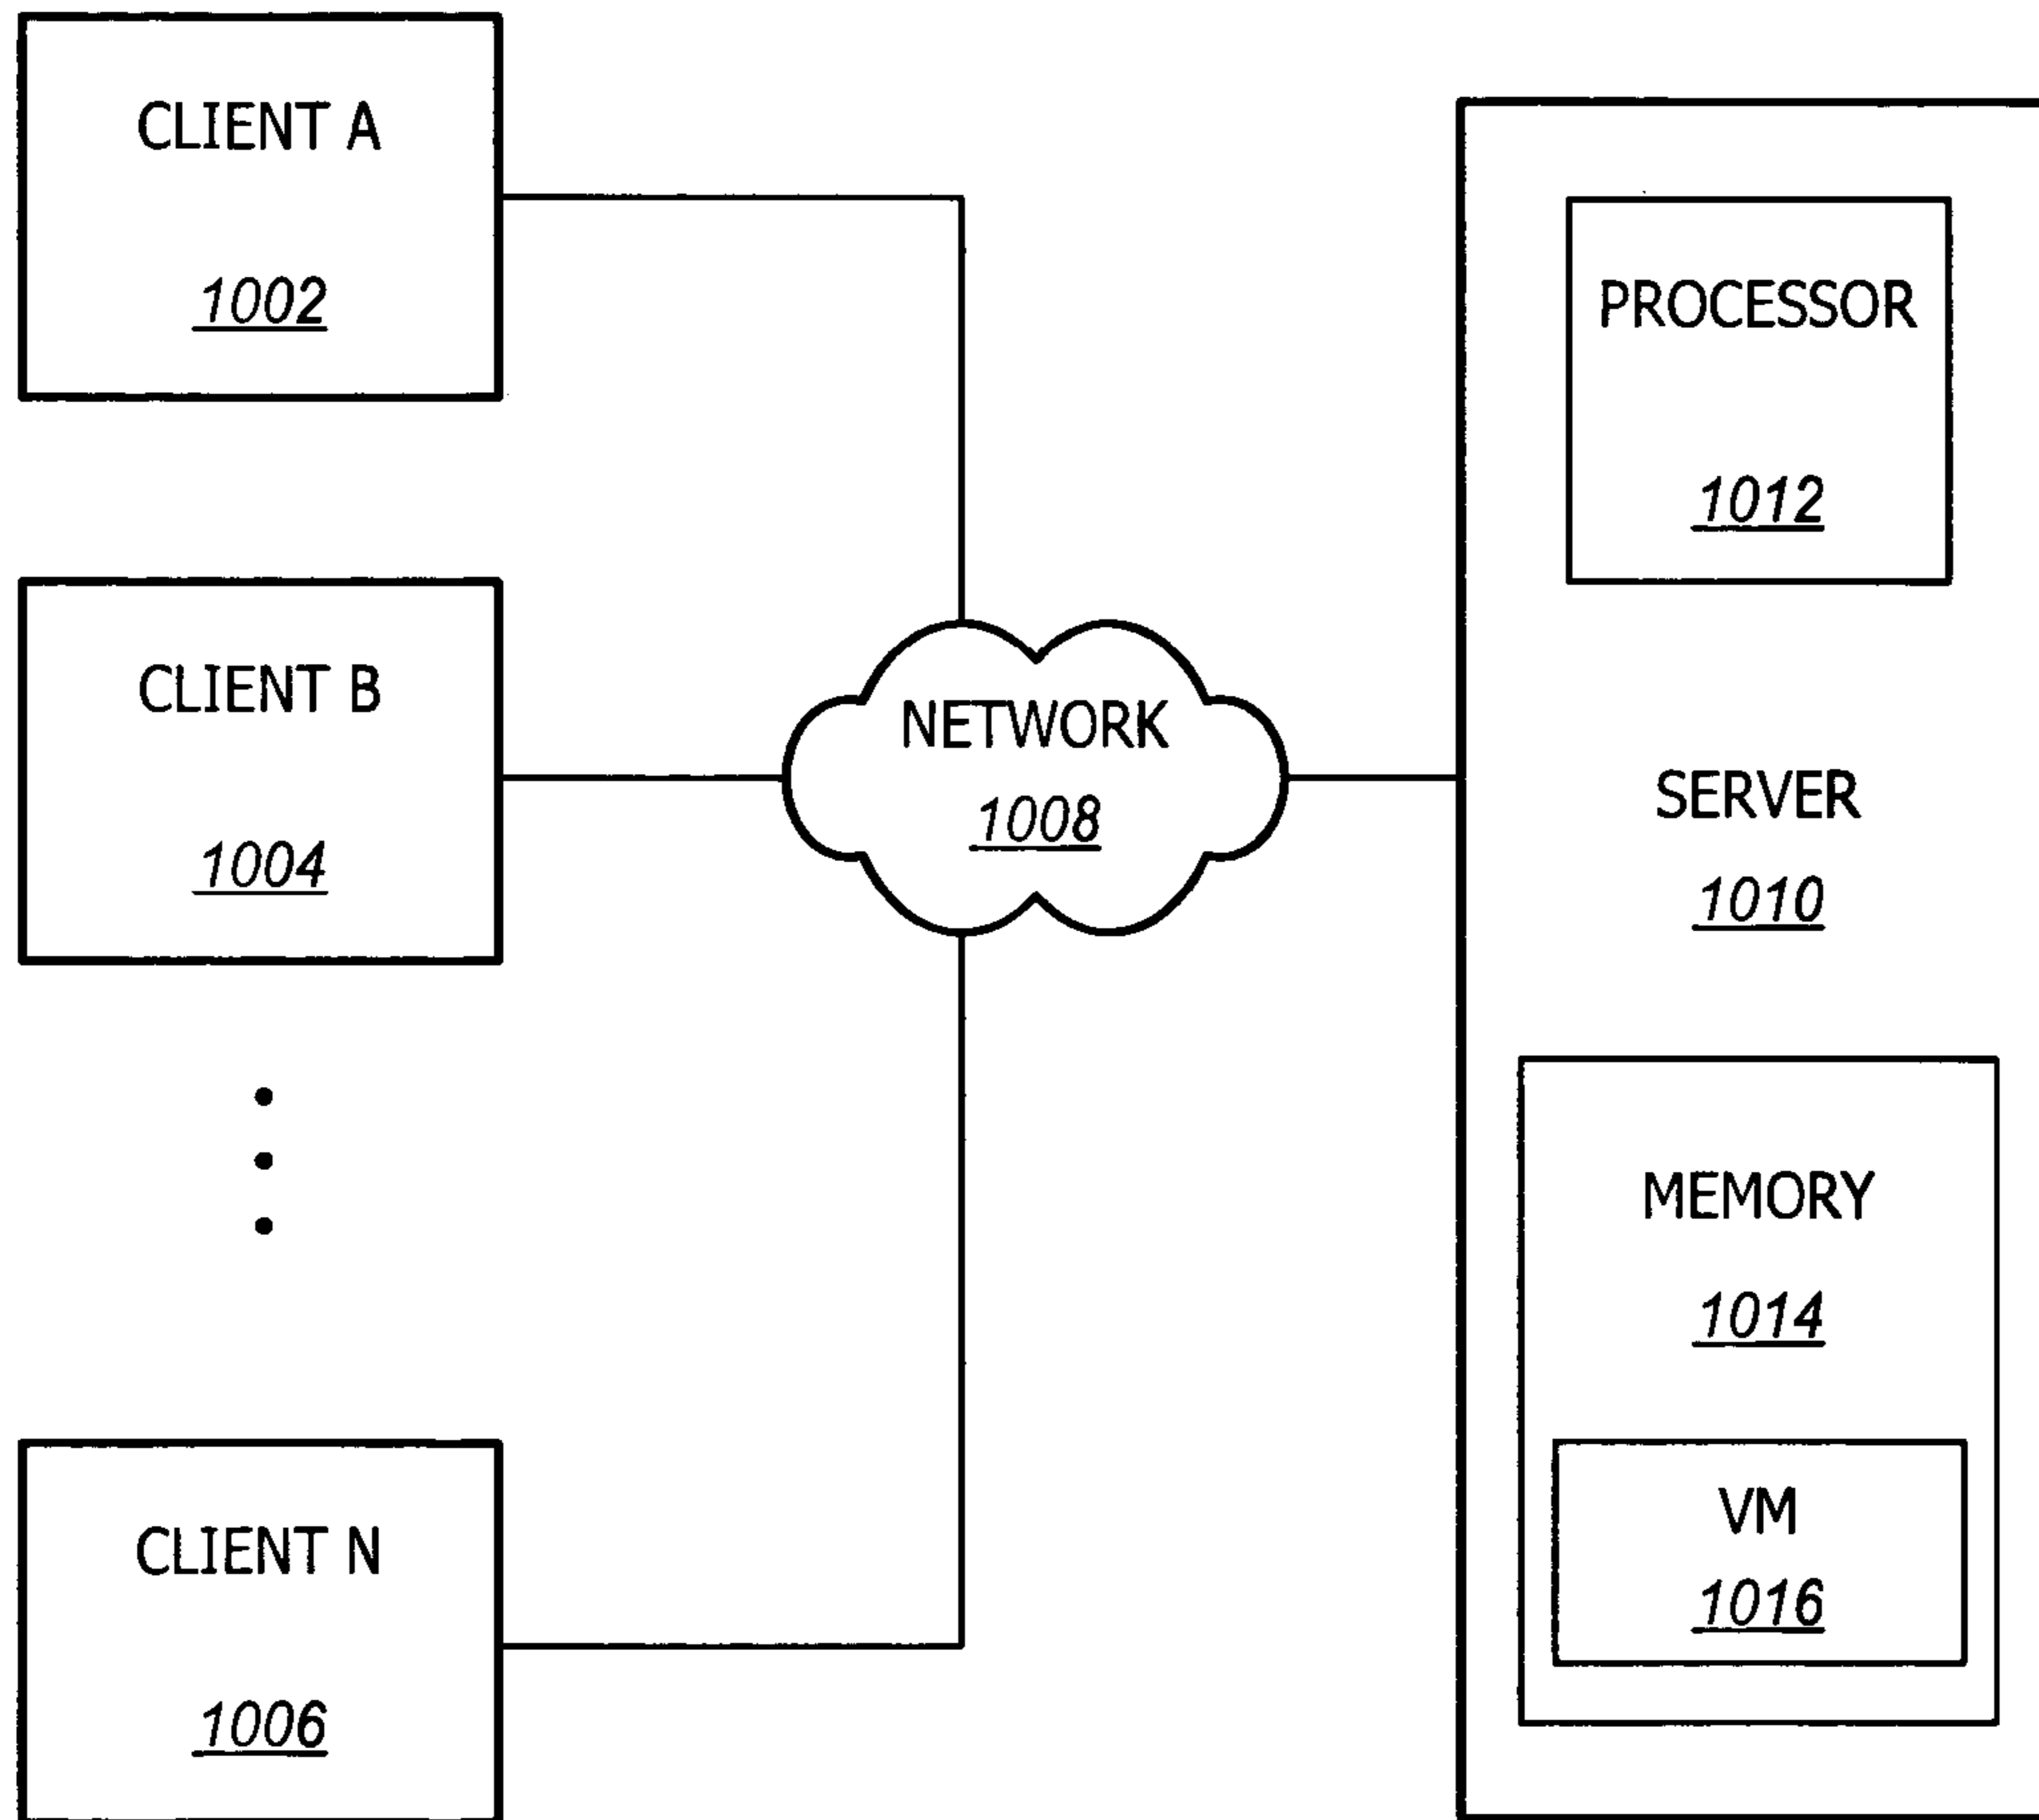 CLIENT A
1002
CLIENT B
1004
CLIENT N
1006
NETWORK
1008
PROCESSOR
1012
SERVER
1010
MEMORY
1014
VM
1016